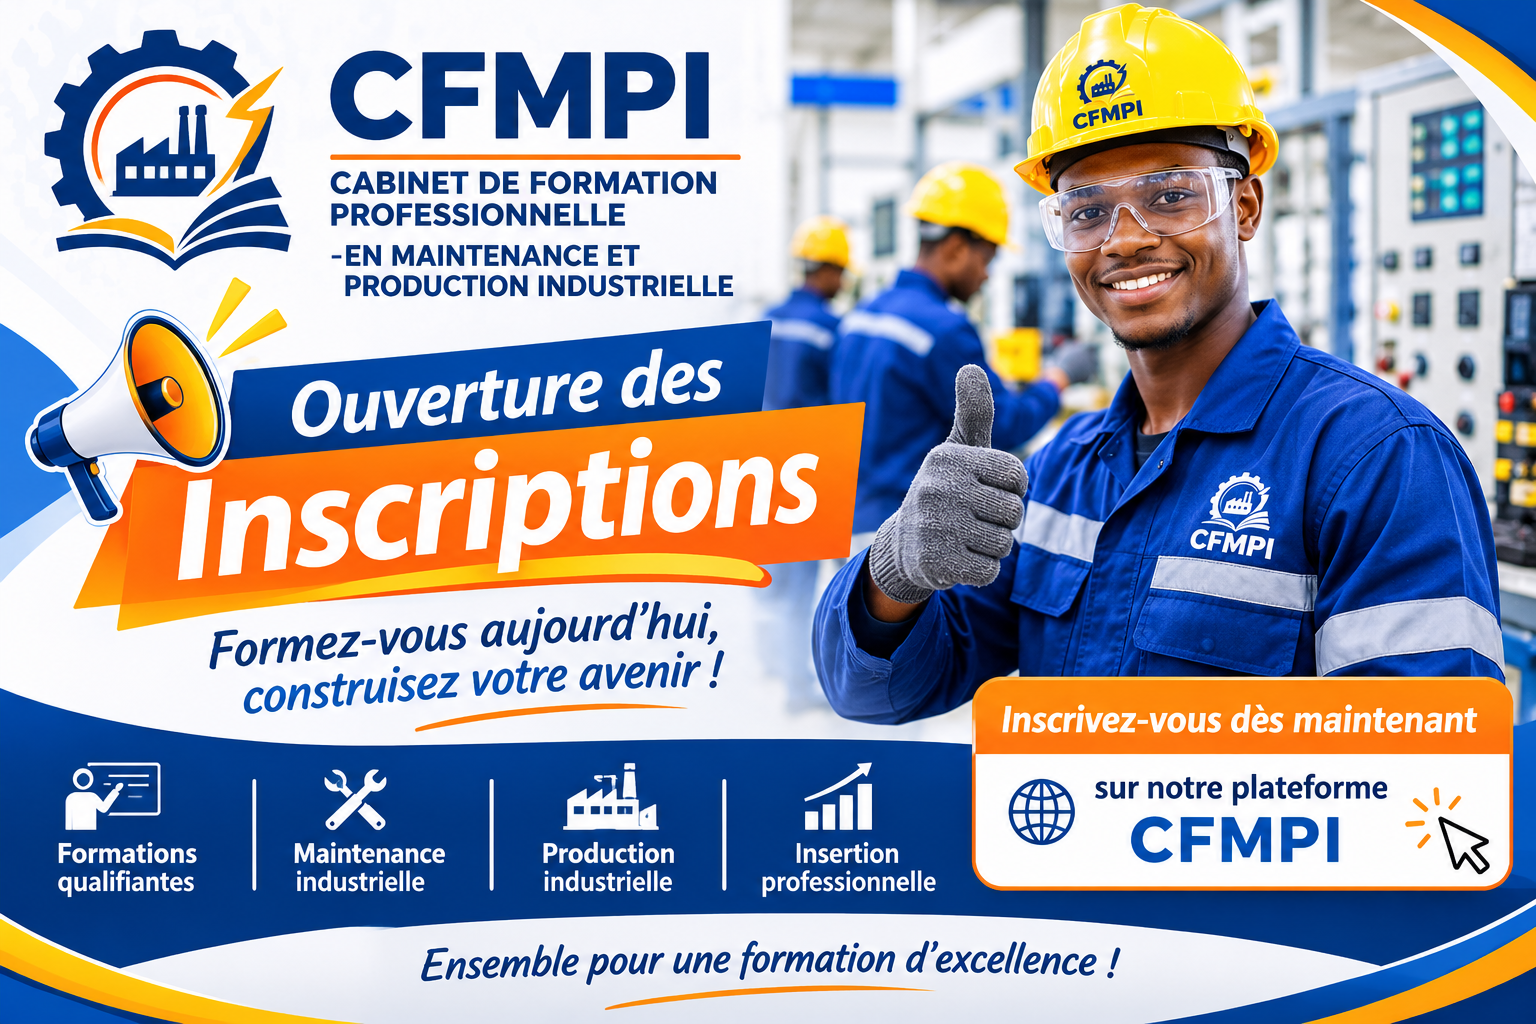 CFMPI
CABINET DE FORMATION
PROFESSIONNELLE
-EN MAINTENANCE ET
PRODUCTION INDUSTRIELLE
CFMPI
Ouverture des
Inscriptions
CFMPI
Formez-vous aujourd'hui,
construisez votre avenir !
Inscrivez-vous dès maintenant
sur notre plateforme
CFMPI
Formations
qualifiantes
Maintenance
industrielle
Production
industrielle
Insertion
professionnelle
Ensemble pour une formation d'excellence !